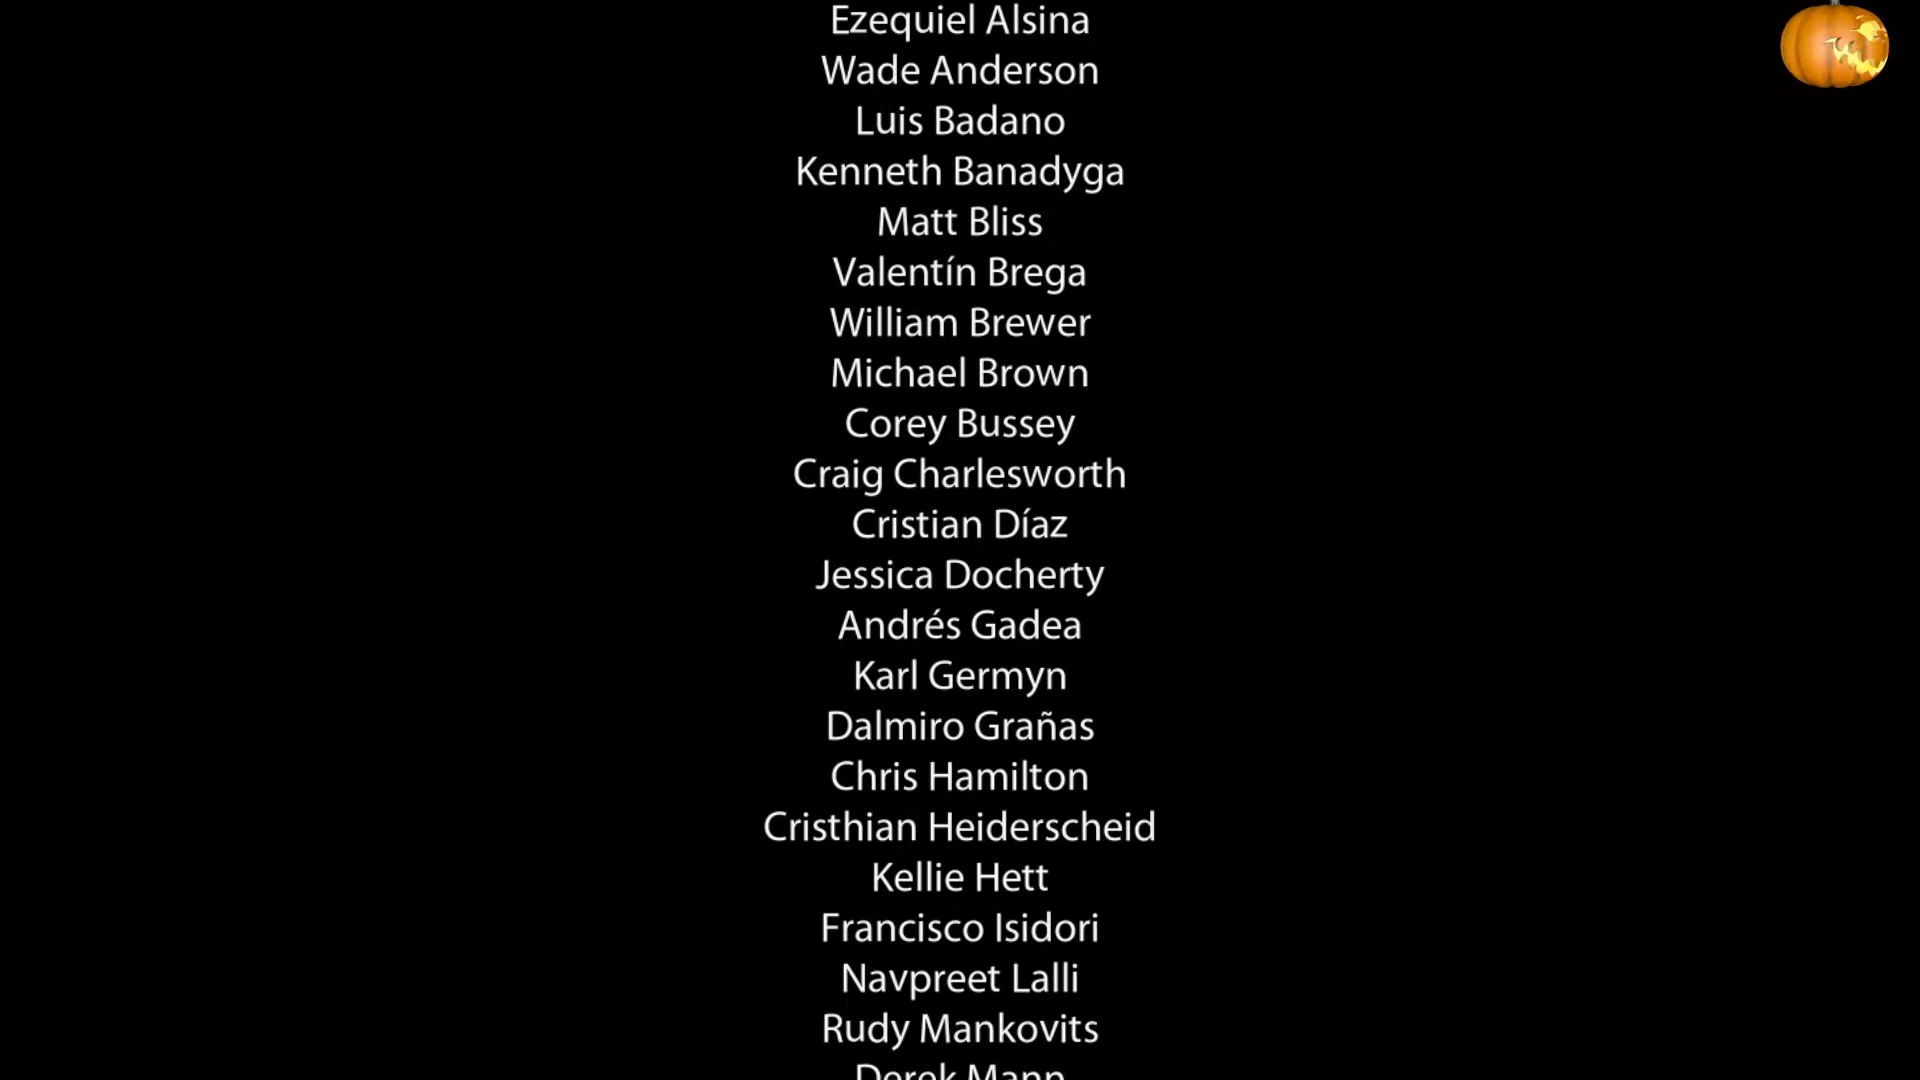 Ezequiel Alsina
Wade Anderson
Luis Badano
Kenneth Banadyga
Matt Bliss
Valentín Brega
William Brewer
Michael Brown
Corey Bussey
Craig Charlesworth
Cristian Díaz
Jessica Docherty
Andrés Gadea
Karl Germyn
Dalmiro Grañas
Chris Hamilton
Cristhian Heiderscheid
Kellie Hett
Francisco Isidori
Navpreet Lalli
Rudy Mankovits
Derek Mann